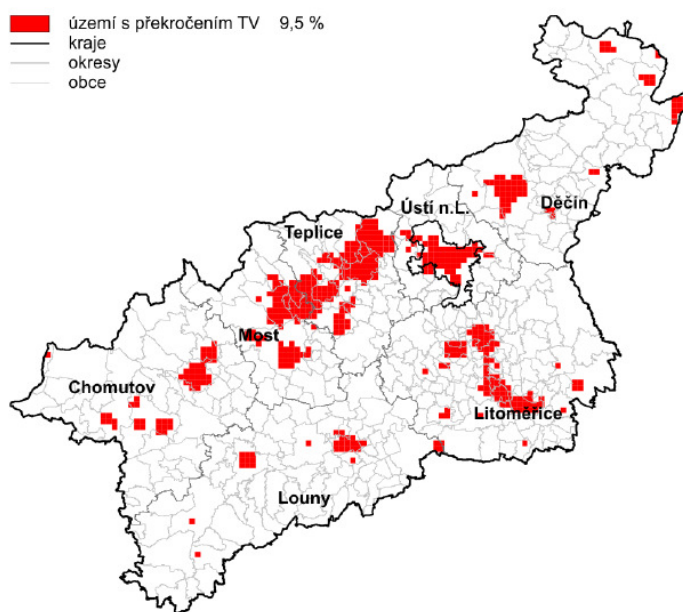 území s překročením TV 9,5 %
kraje
okresy
obce
Ústí n.L.
Děčín
Teplice
Most
Chomutov
Litoměřice
Louny